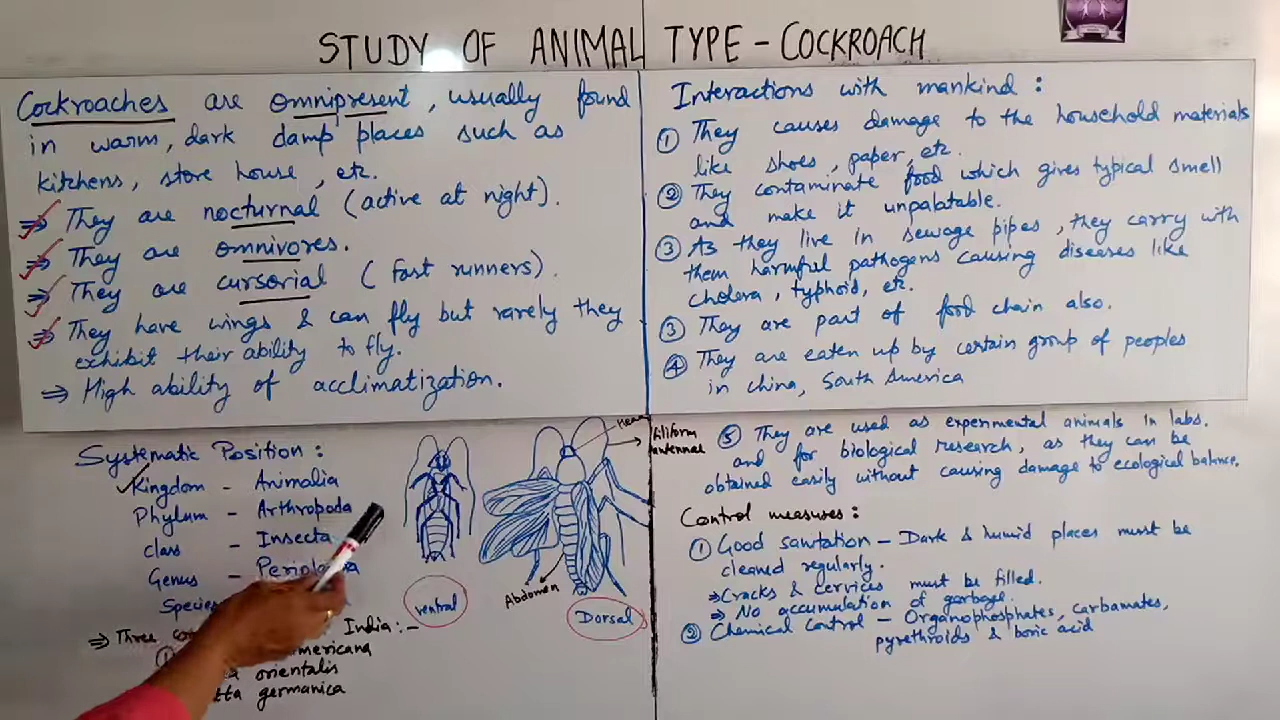 STUDY OF ANIMAL TYPE - COCKROACH
Cockroaches are omnipresent, usually found
in warm, dark damp places such as
kitchens, store house, etc.
⇒ They are nocturnal (active at night).
⇒ They are omnivores.
⇒ They are cursorial (fast runners).
⇒ They have wings & can fly but rarely they
exhibit their ability to fly.
⇒ High ability of acclimatization.
Systematic Position :
Kingdom - Animalia
Phylum - Arthropoda
class - Insecta
Genus -
Species
⇒ Three
India :-
americana
orientalis
germanica
ventral
Abdomen
Dorsal
Head
filiform
antennae
Interactions with mankind :
① They causes damage to the household materials
like shoes, paper, etc.
② They contaminate food which gives typical smell
and make it unpalatable.
③ As they live in sewage pipes, they carry with
them harmful pathogens causing diseases like
cholera, typhoid, etc.
③ They are part of food chain also.
④ They are eaten up by certain group of peoples
in china, South America
⑤ They are used as experimental animals in labs.
and for biological research, as they can be
obtained easily without causing damage to ecological balance.
Control measures :
① Good sanitation - Dark & humid places must be
cleaned regularly.
⇒ Cracks & cervices must be filled.
⇒ No accumulation of garbage.
② Chemical control - Organophosphates, carbamates,
pyrethroids & boric acid